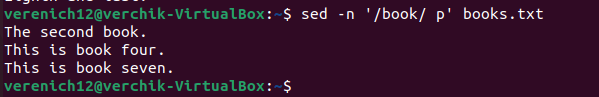 verenich12@verchik-VirtualBox:~$ sed -n '/book/ p' books.txt
The second book.
This is book four.
This is book seven.
verenich12@verchik-VirtualBox:~$